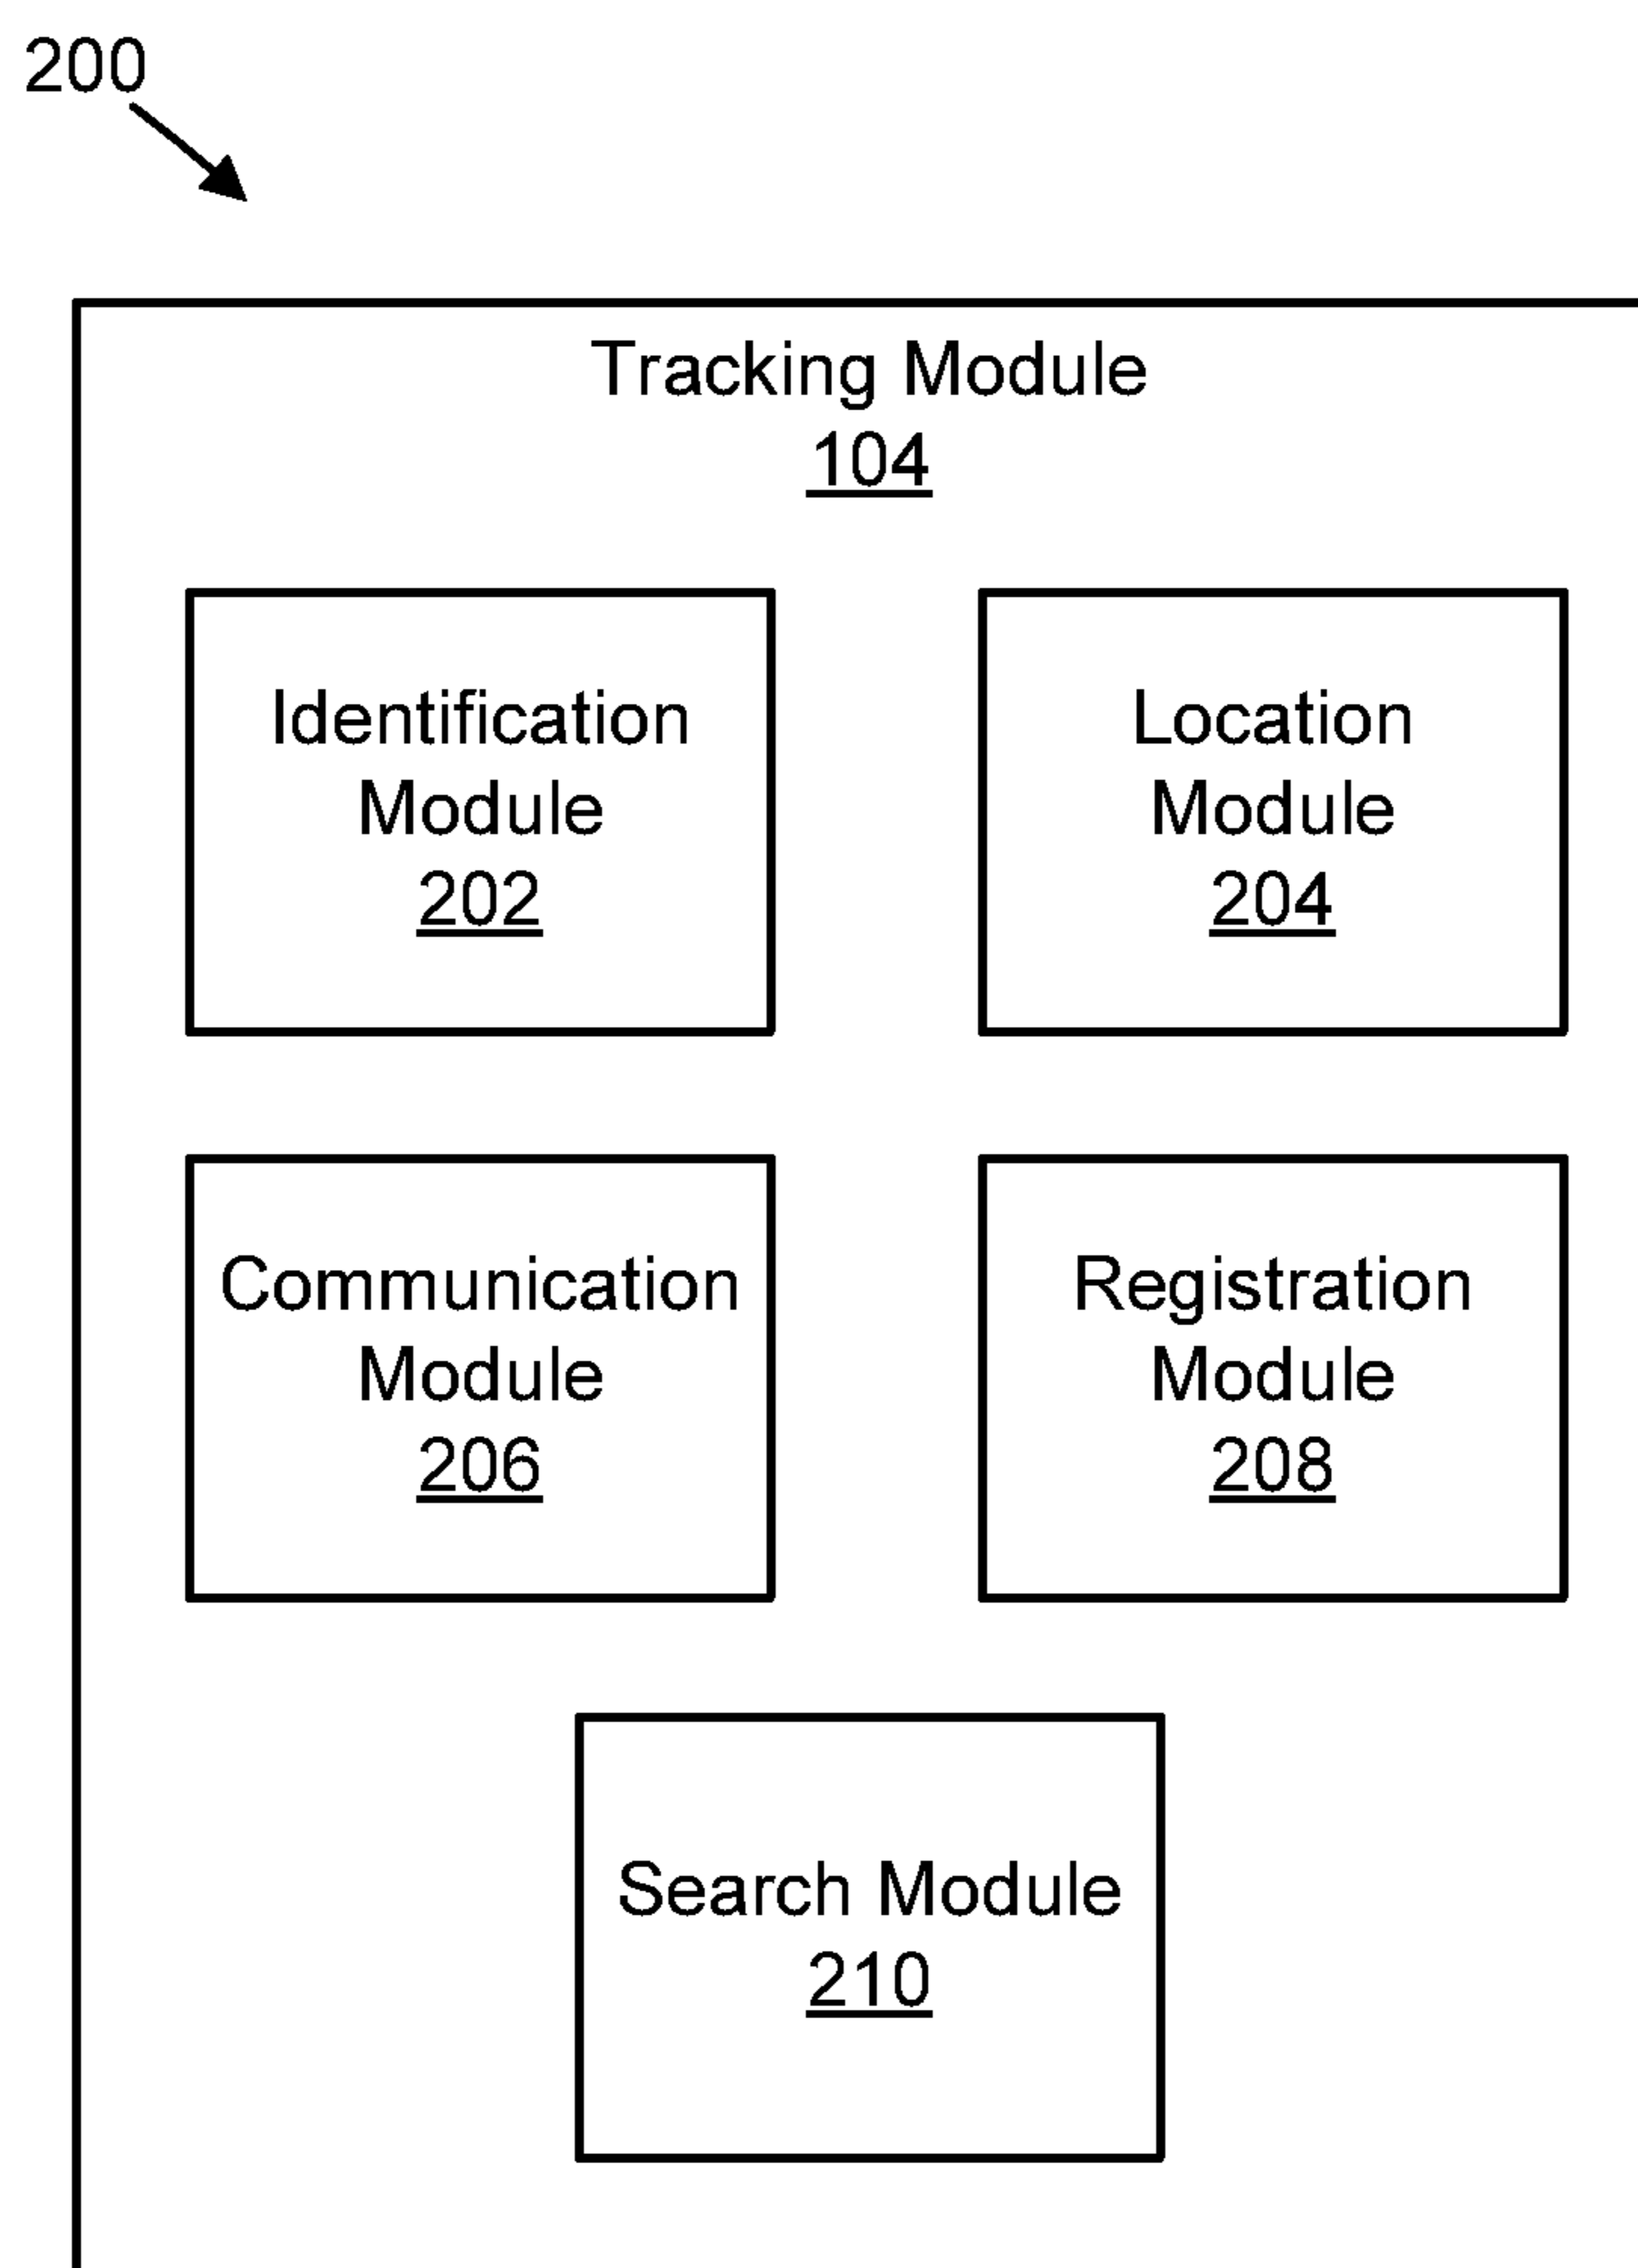 200
Tracking Module
104
Identification
Module
202
Location
Module
204
Communication
Module
206
Registration
Module
208
Search Module
210